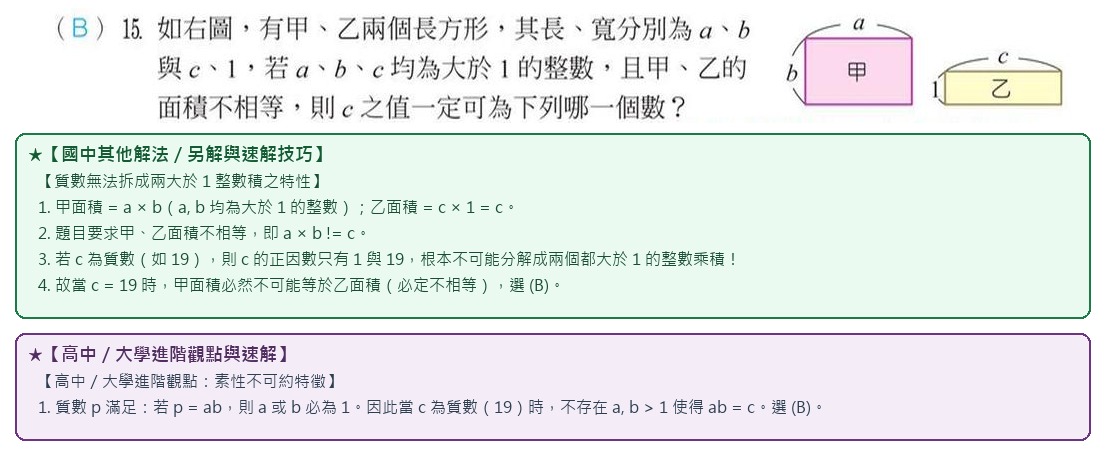 （B）15. 如右圖，有甲、乙兩個長方形，其長、寬分別為 a、b
與 c、1，若 a、b、c 均為大於 1 的整數，且甲、乙的
面積不相等，則 c 之值一定可為下列哪一個數？
a
b
甲
c
1
乙
★【國中其他解法 / 另解與速解技巧】
【質數無法拆成兩大於 1 整數積之特性】
1. 甲面積 = a × b ( a, b 均為大於 1 的整數 )；乙面積 = c × 1 = c。
2. 題目要求甲、乙面積不相等，即 a × b != c。
3. 若 c 為質數 ( 如 19 )，則 c 的正因數只有 1 與 19，根本不可能分解成兩個都大於 1 的整數乘積！
4. 故當 c = 19 時，甲面積必然不可能等於乙面積 ( 必定不相等 )，選 (B)。
★【高中 / 大學進階觀點與速解】
【高中 / 大學進階觀點：素性不可約特徵】
1. 質數 p 滿足：若 p = ab，則 a 或 b 必為 1。因此當 c 為質數 ( 19 ) 時，不存在 a, b > 1 使得 ab = c。選 (B)。